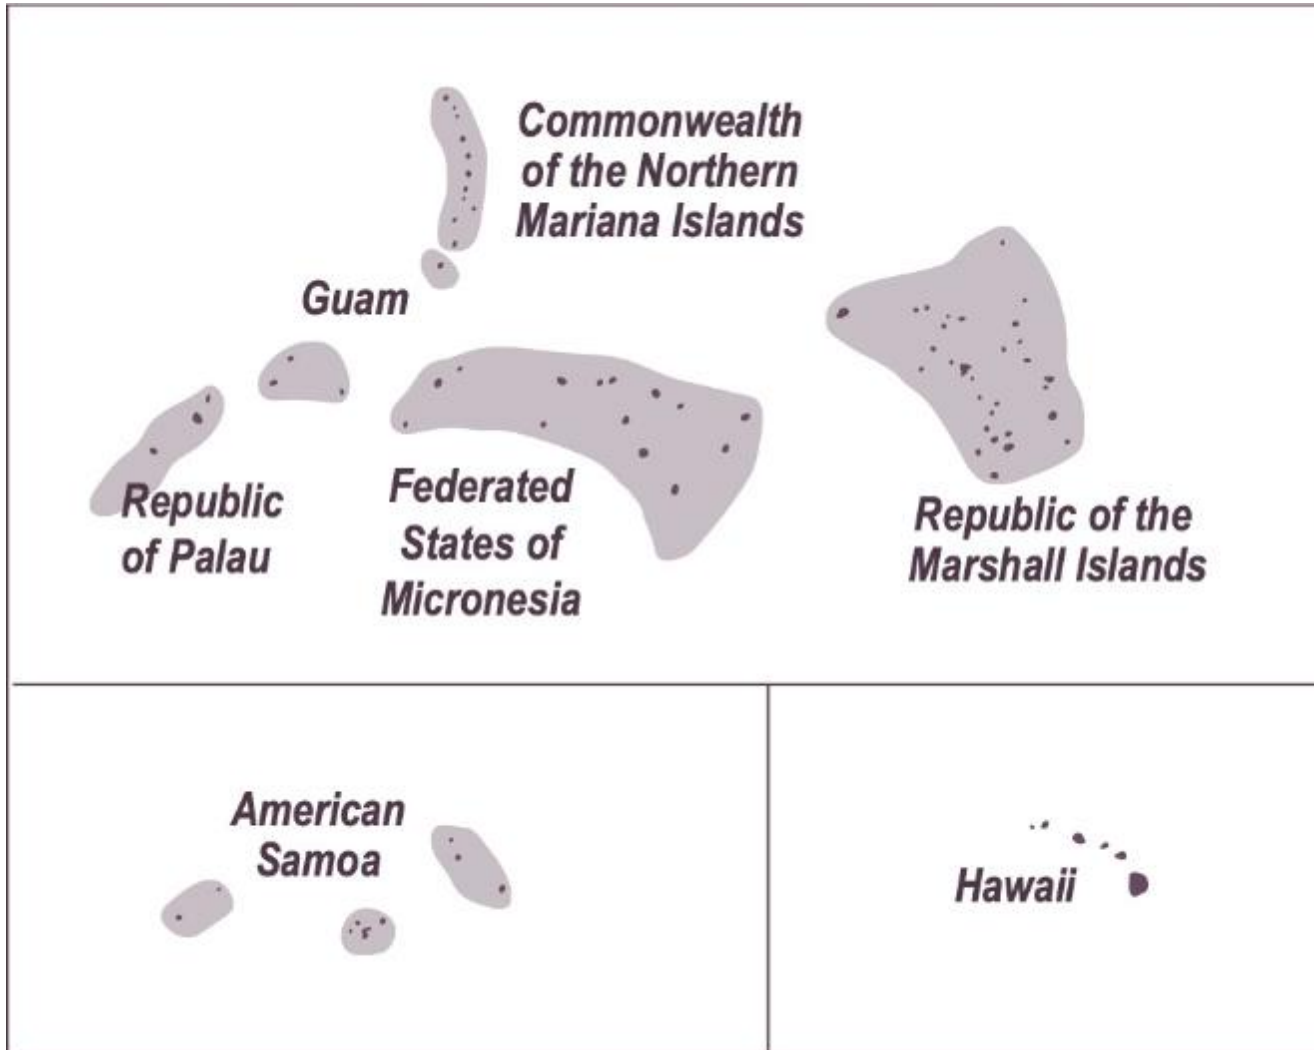 Commonwealth
of the Northern
Mariana Islands
Guam
Republic
of Palau
Federated
States of
Micronesia
Republic of the
Marshall Islands
American
Samoa
Hawaii